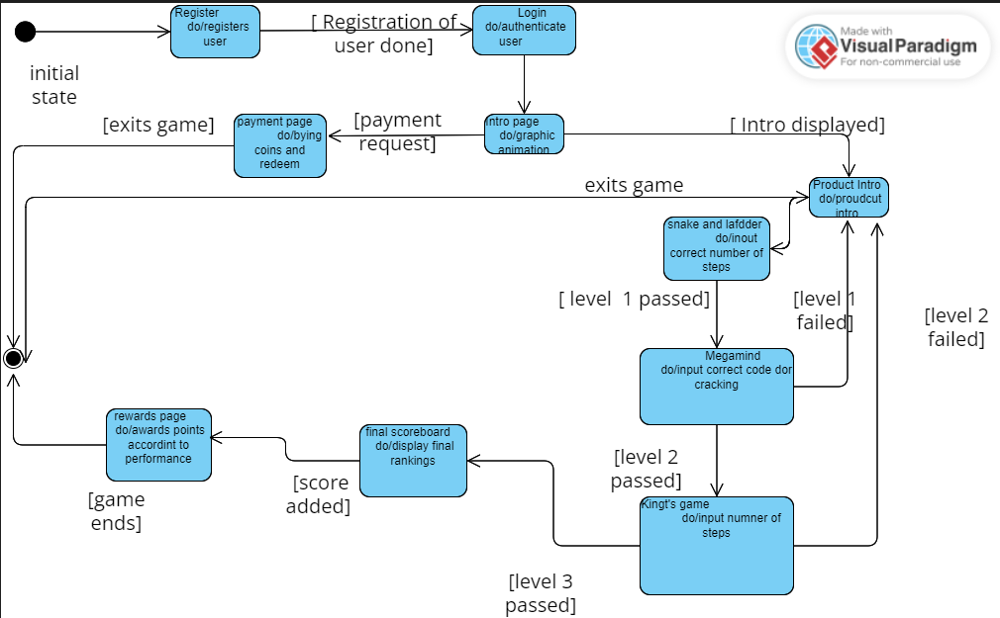 Register
do/registers
user
[ Registration of
user done]
Login
do/authenticate
user
Made with
Visual Paradigm
For non-commercial use
initial
state
[exits game]
payment page
do/bying
coins and
redeem
[payment
request]
Intro page
do/graphic
animation
[ Intro displayed]
exits game
Product Intro
do/proudcut
intro
snake and lafdder
do/inout
correct number of
steps
[ level 1 passed]
[level 1
failed]
[level 2
failed]
Megamind
do/input correct code dor
cracking
rewards page
do/awards points
accordint to
performance
final scoreboard
do/display final
rankings
[level 2
passed]
[game
ends]
[score
added]
Kingt's game
do/input numner of
steps
[level 3
passed]